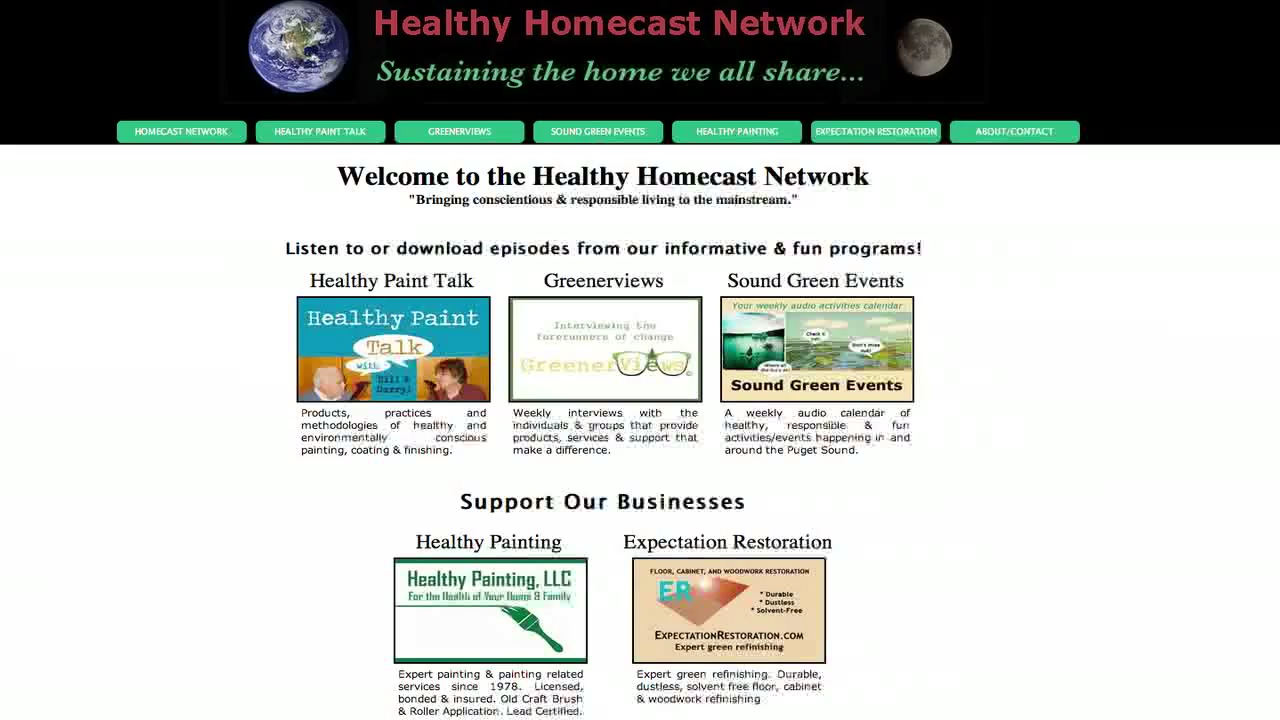 Healthy Homecast Network
Sustaining the home we all share...
HOMECAST NETWORK
HEALTHY PAINT TALK
GREENERVIEWS
SOUND GREEN EVENTS
HEALTHY PAINTING
EXPECTATION RESTORATION
ABOUT/CONTACT
Welcome to the Healthy Homecast Network
"Bringing conscientious & responsible living to the mainstream."
Listen to or download episodes from our informative & fun programs!
Healthy Paint Talk
Healthy Paint
Talk
with
Bill &
Darryl
Products, practices and
methodologies of healthy and
environmentally conscious
painting, coating & finishing.
Greenerviews
Interviewing the
forerunners of change
GreenerViews
Weekly interviews with the
individuals & groups that provide
products, services & support that
make a difference.
Sound Green Events
Your weekly audio activities calendar
Check it
out!
Don't miss
out!
Sound Green Events
A weekly audio calendar of
healthy, responsible & fun
activities/events happening in and
around the Puget Sound.
Support Our Businesses
Healthy Painting
Healthy Painting, LLC
For the Health of Your Home & Family
Expert painting & painting related
services since 1978. Licensed,
bonded & insured. Old Craft Brush
& Roller Application. Lead Certified.
Expectation Restoration
FLOOR, CABINET, AND WOODWORK RESTORATION
ER
* Durable
* Dustless
* Solvent-Free
EXPECTATIONRESTORATION.COM
Expert green refinishing
Expert green refinishing. Durable,
dustless, solvent free floor, cabinet
& woodwork refinishing